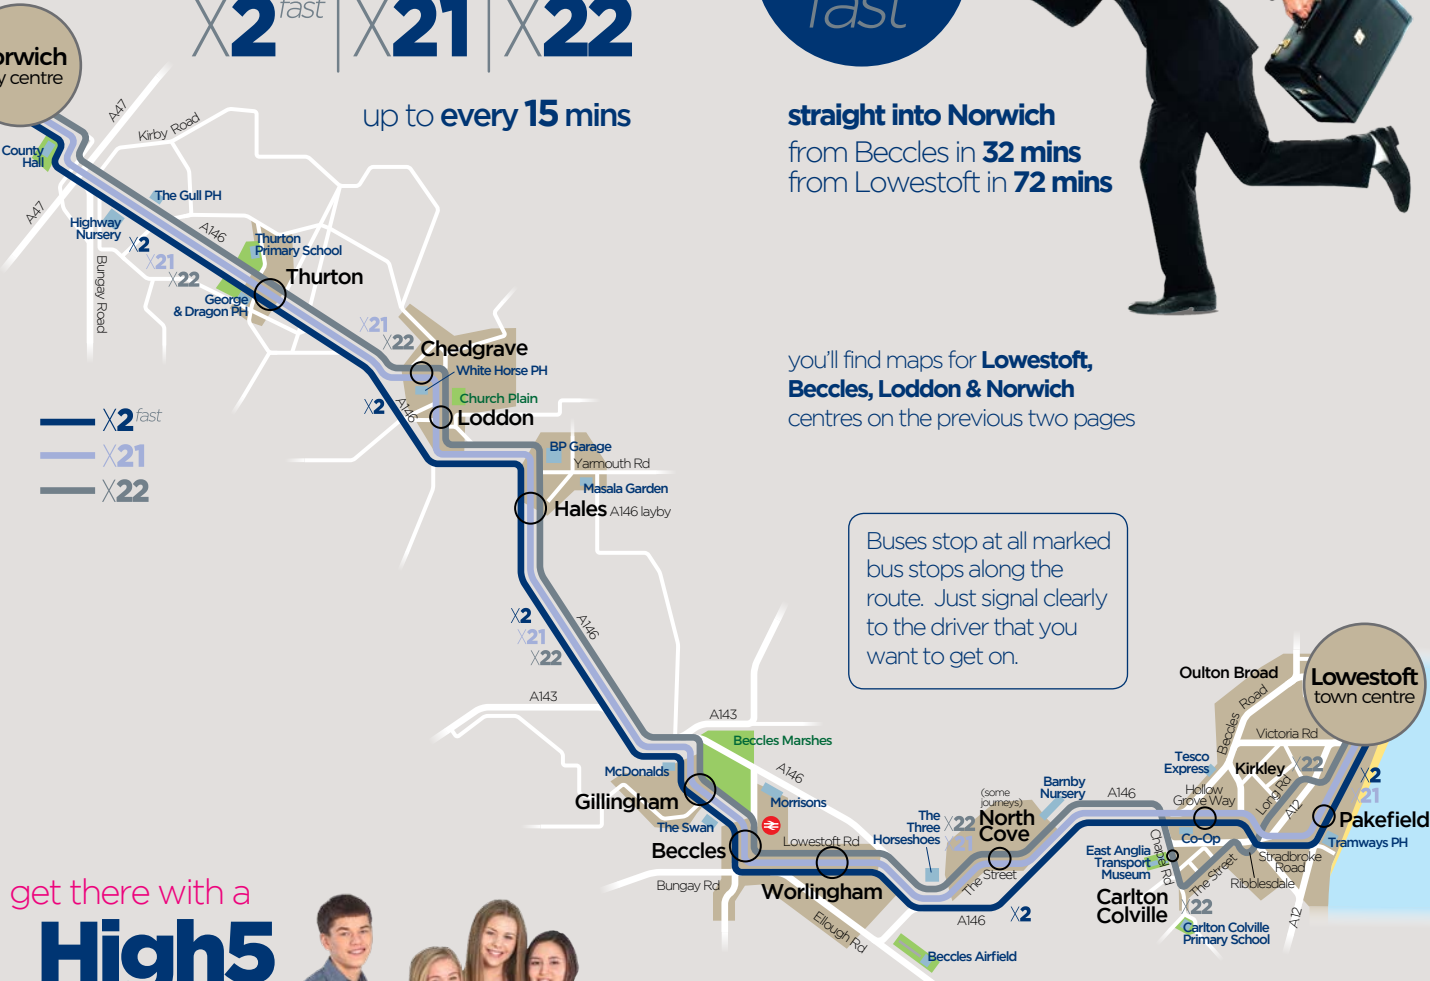 X2 fast | X21 | X22
up to every 15 mins
fast
straight into Norwich
from Beccles in 32 mins
from Lowestoft in 72 mins
you'll find maps for Lowestoft,
Beccles, Loddon & Norwich
centres on the previous two pages
Buses stop at all marked
bus stops along the
route. Just signal clearly
to the driver that you
want to get on.
X2 fast
X21
X22
orwich
y centre
County
Hall
A47
Kirby Road
A47
The Gull PH
Highway
Nursery
X2
X21
X22
A146
Bungay Road
Thurton
Primary School
Thurton
George
& Dragon PH
X21
X22
Chedgrave
White Horse PH
X2
A146
Church Plain
Loddon
BP Garage
Yarmouth Rd
Masala Garden
Hales A146 layby
X2
X21
X22
A146
A143
A143
Beccles Marshes
A146
McDonalds
Gillingham
Morrisons
The Swan
Beccles
Lowestoft Rd
Bungay Rd
Worlingham
Ellough Rd
Beccles Airfield
The
Three
Horseshoes
X22
X21
(some
journeys)
North
Cove
The Street
A146
X2
Barnby
Nursery
A146
Oulton Broad
Beccles Road
Lowestoft
town centre
Victoria Rd
Tesco
Express
Kirkley
X22
Hollow
Grove Way
Long Rd
A12
X2
21
Pakefield
Tramways PH
Co-Op
Chapel Rd
East Anglia
Transport
Museum
The Street
Stradbroke
Road
Ribblesdale
Carlton
Colville
X22
A12
Carlton Colville
Primary School
get there with a
High5